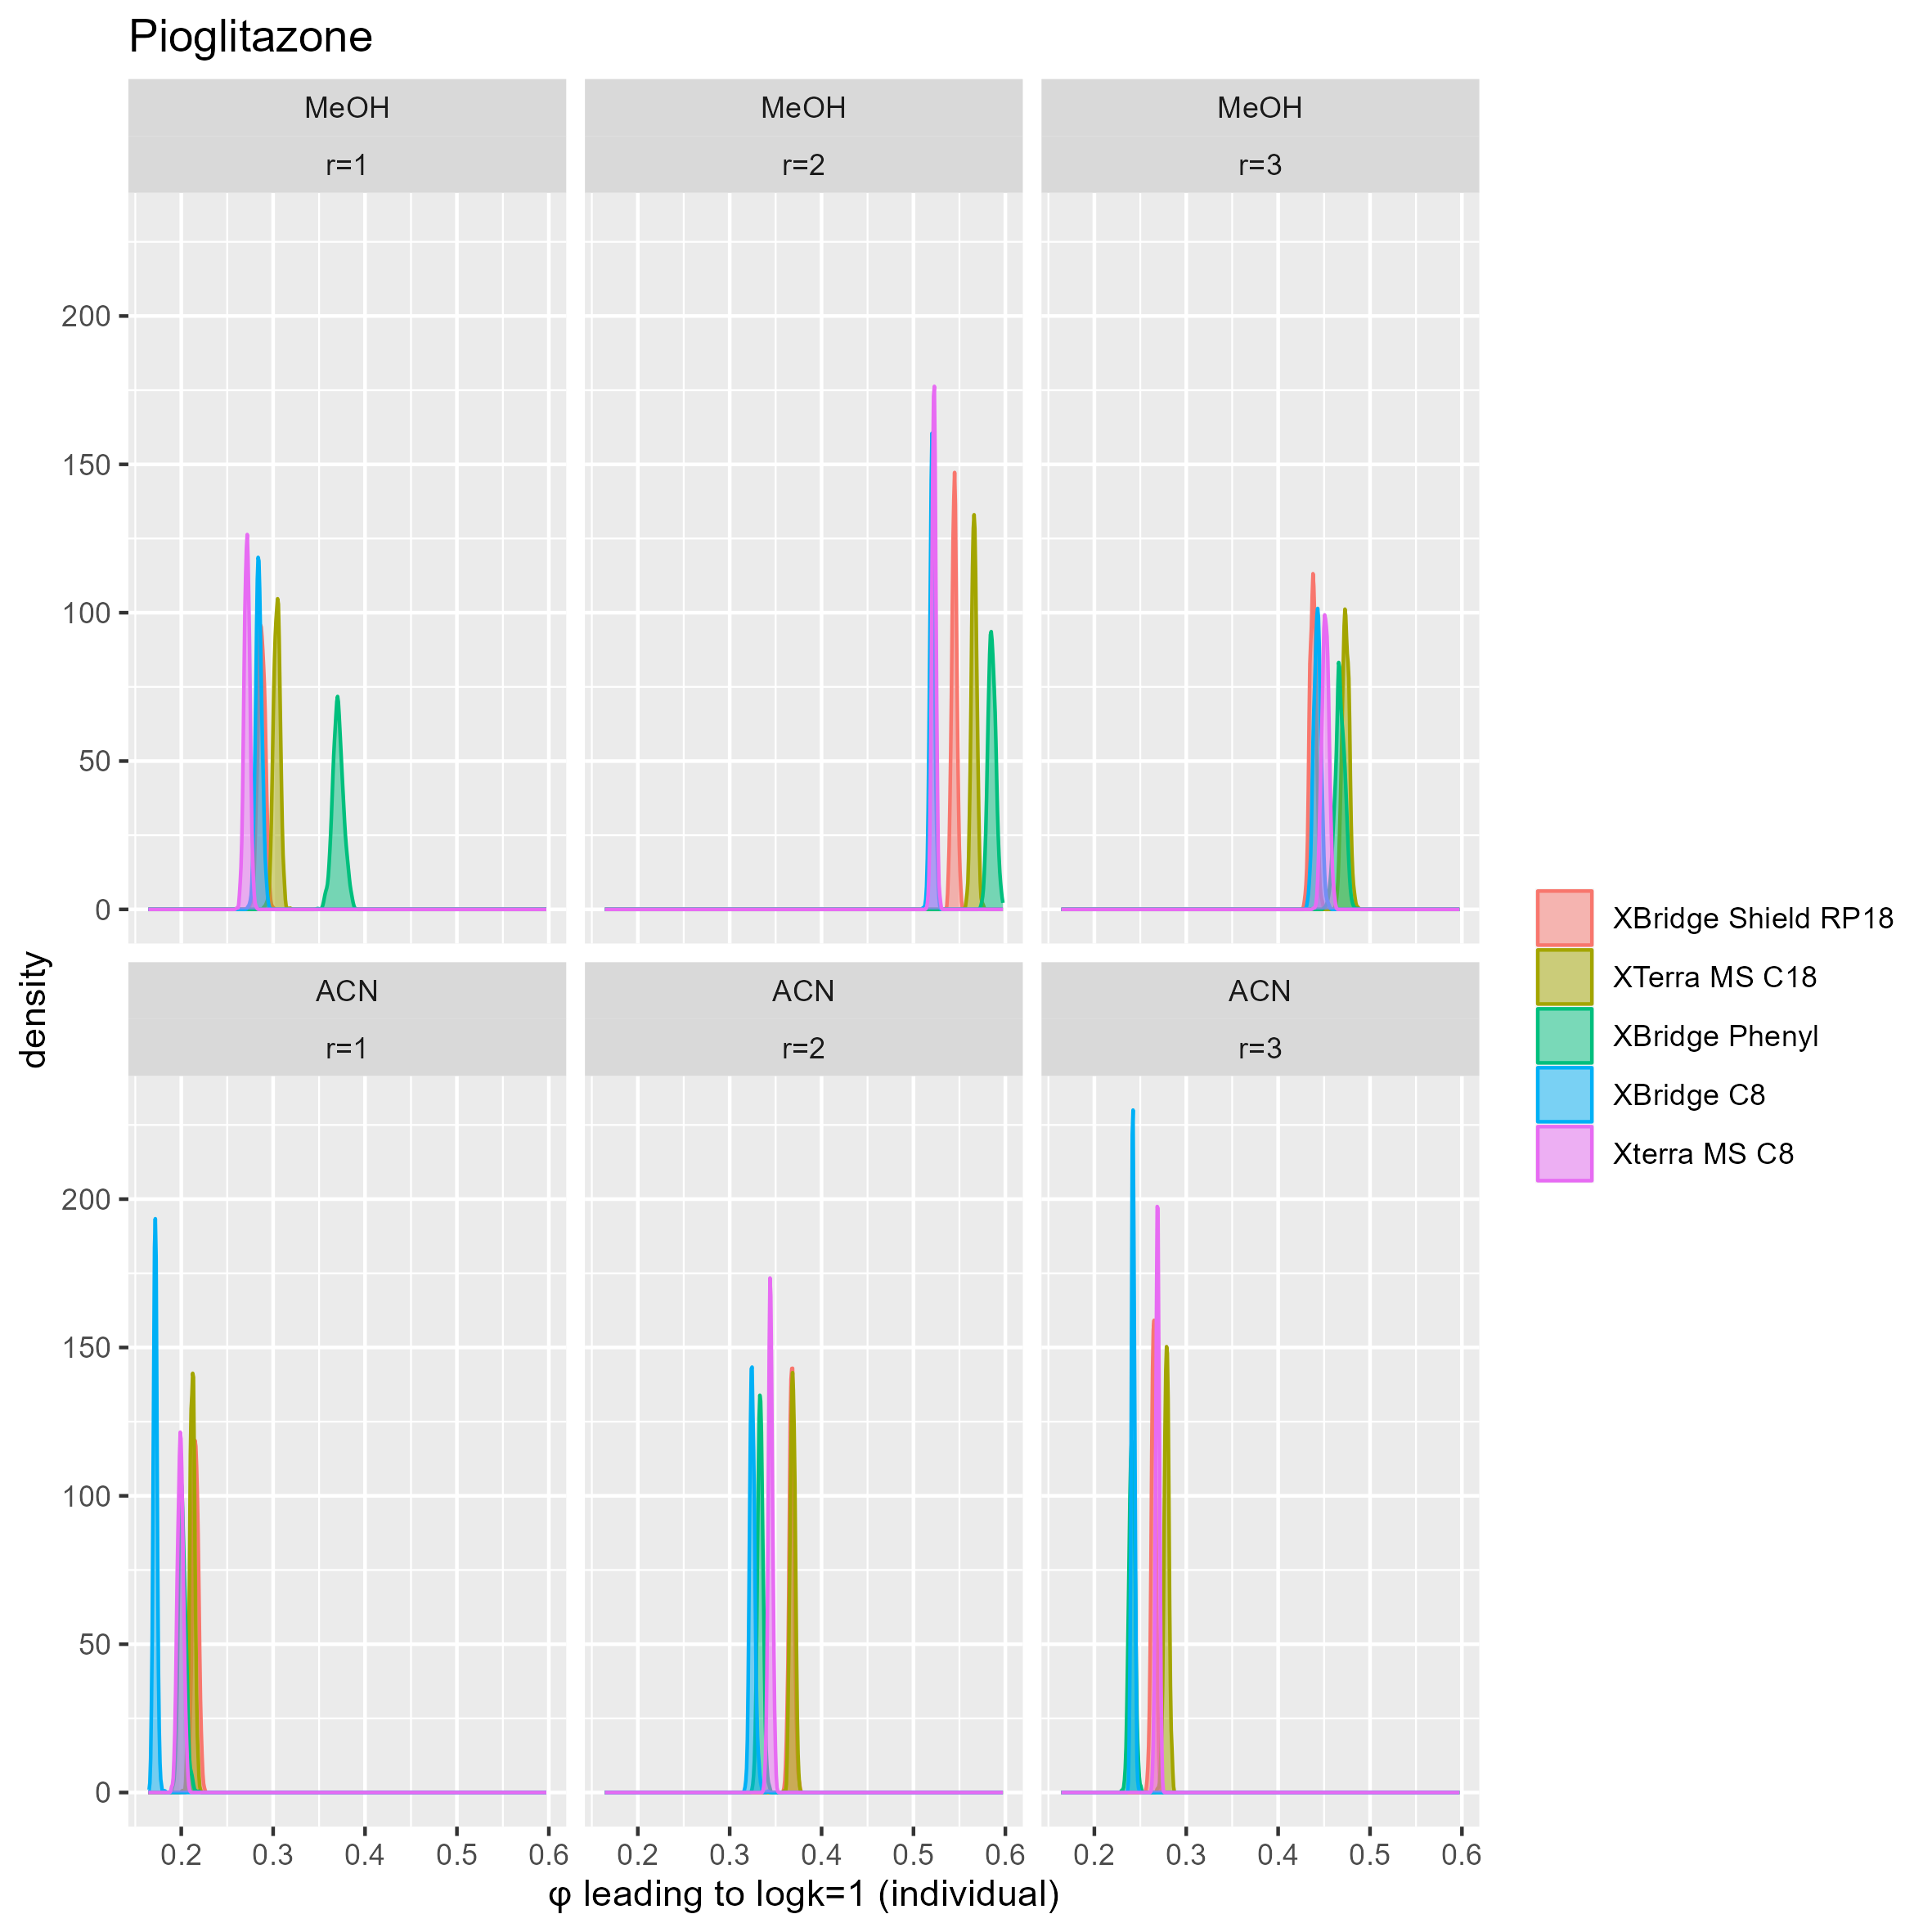 Pioglitazone
MeOH
MeOH
MeOH
r=1
r=2
r=3
200
150
100
50
0
density
ACN
ACN
ACN
r=1
r=2
r=3
200
150
100
50
0
0.2 0.3 0.4 0.5 0.6
0.2 0.3 0.4 0.5 0.6
0.2 0.3 0.4 0.5 0.6
φ leading to logk=1 (individual)
XBridge Shield RP18
XTerra MS C18
XBridge Phenyl
XBridge C8
Xterra MS C8